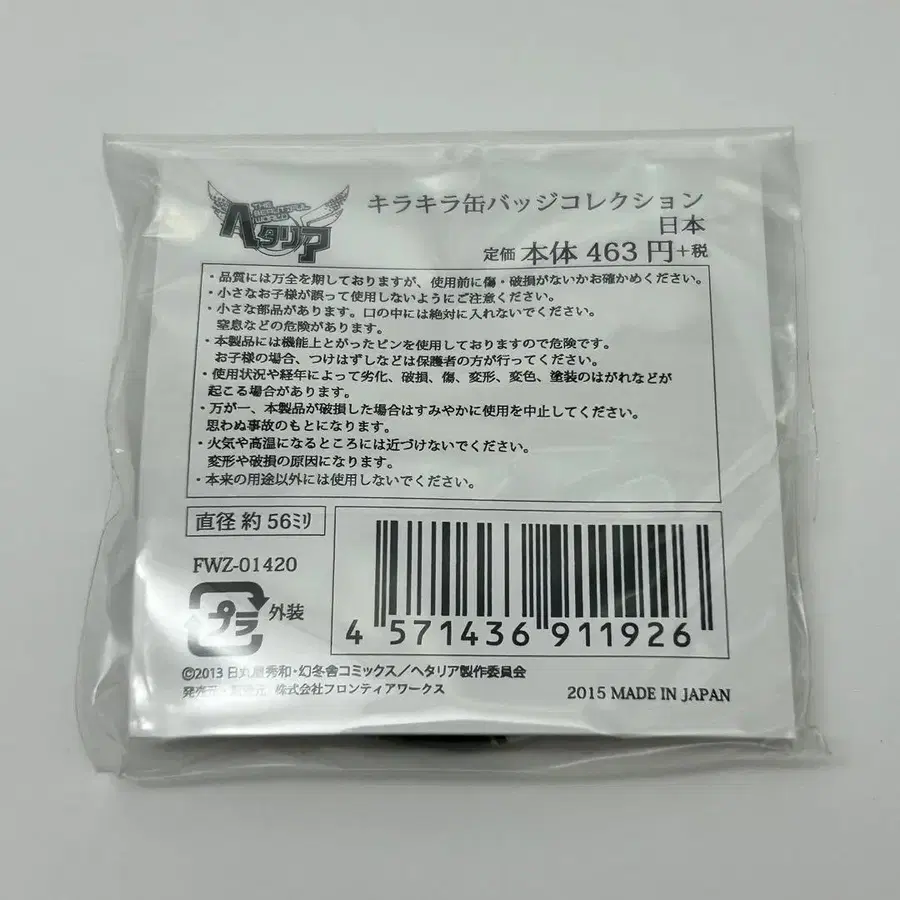 THE
BEAUTIFUL
WORLD
ヘタリア
キラキラ缶バッジコレクション
日本
定価 本体 463 円+税
・品質には万全を期しておりますが、使用前に傷・破損がないかお確かめください。
・小さなお子様が誤って使用しないようにご注意ください。
・小さな部品があります。口の中には絶対に入れないでください。
窒息などの危険があります。
・本製品には機能上とがったピンを使用しておりますので危険です。
お子様の場合、つけはずしなどは保護者の方が行ってください。
・使用状況や経年によって劣化、破損、傷、変形、変色、塗装のはがれなどが
起こる場合があります。
・万が一、本製品が破損した場合はすみやかに使用を中止してください。
思わぬ事故のもとになります。
・火気や高温になるところには近づけないでください。
変形や破損の原因になります。
・本来の用途以外には使用しないでください。
直径 約 56ミリ
FWZ-01420
プラ 外装
4 571436 911926
©2013 日丸屋秀和・幻冬舎コミックス/ヘタリア製作委員会
発売元・ 株式会社フロンティアワークス
2015 MADE IN JAPAN